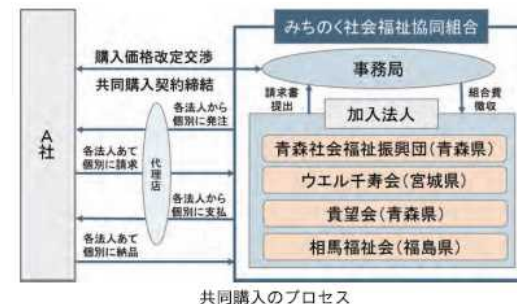 みちのく社会福祉協同組合
購入価格改定交渉
事務局
共同購入契約締結
請求書
提出
組合費
徴収
加入法人
A社
代理店
各法人から
個別に発注
各法人あて
個別に請求
各法人から
個別に支払
各法人あて
個別に納品
青森社会福祉振興団(青森県)
ウエル千寿会(宮城県)
貴望会(青森県)
相馬福祉会(福島県)
共同購入のプロセス